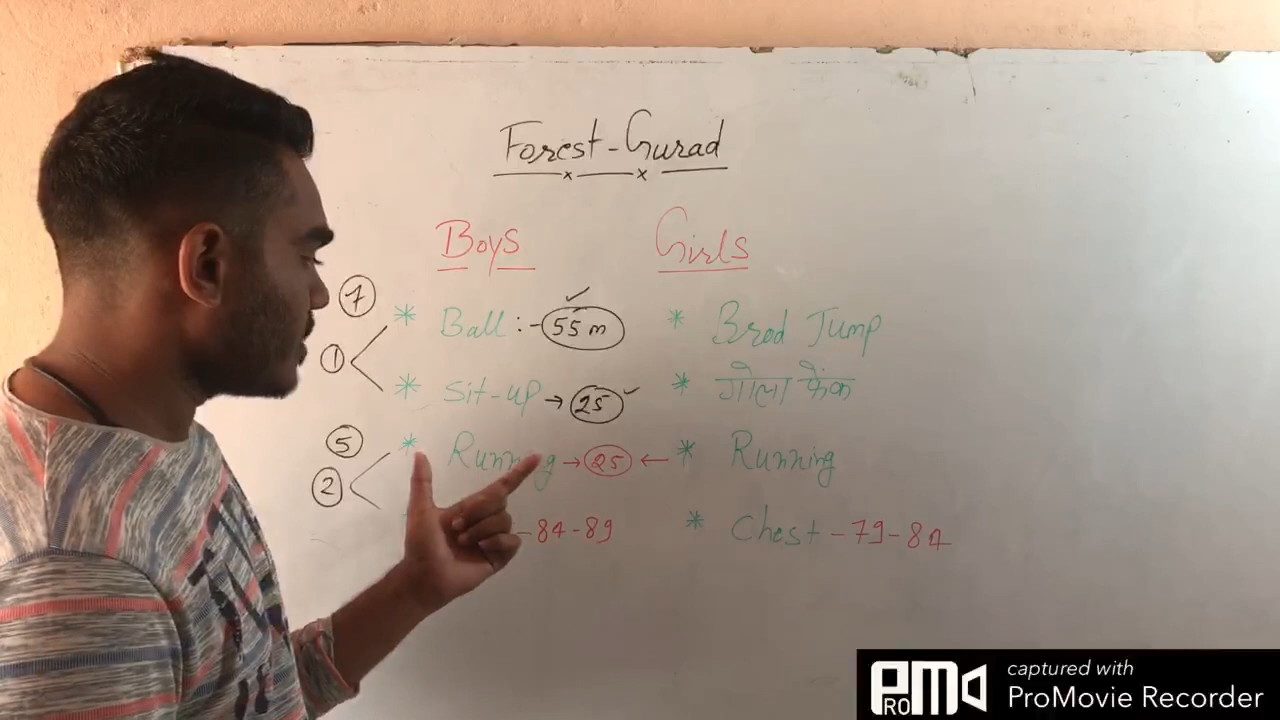 Forest-Gurad
Boys Girls
7
* Ball :- 55 m * Brod Jump
1
* Sit-up → 25 * गोला फेंक
5
* Running → 25 ← * Running
2
- 84 - 89 * Chest - 79 - 84
PRO M captured with
ProMovie Recorder